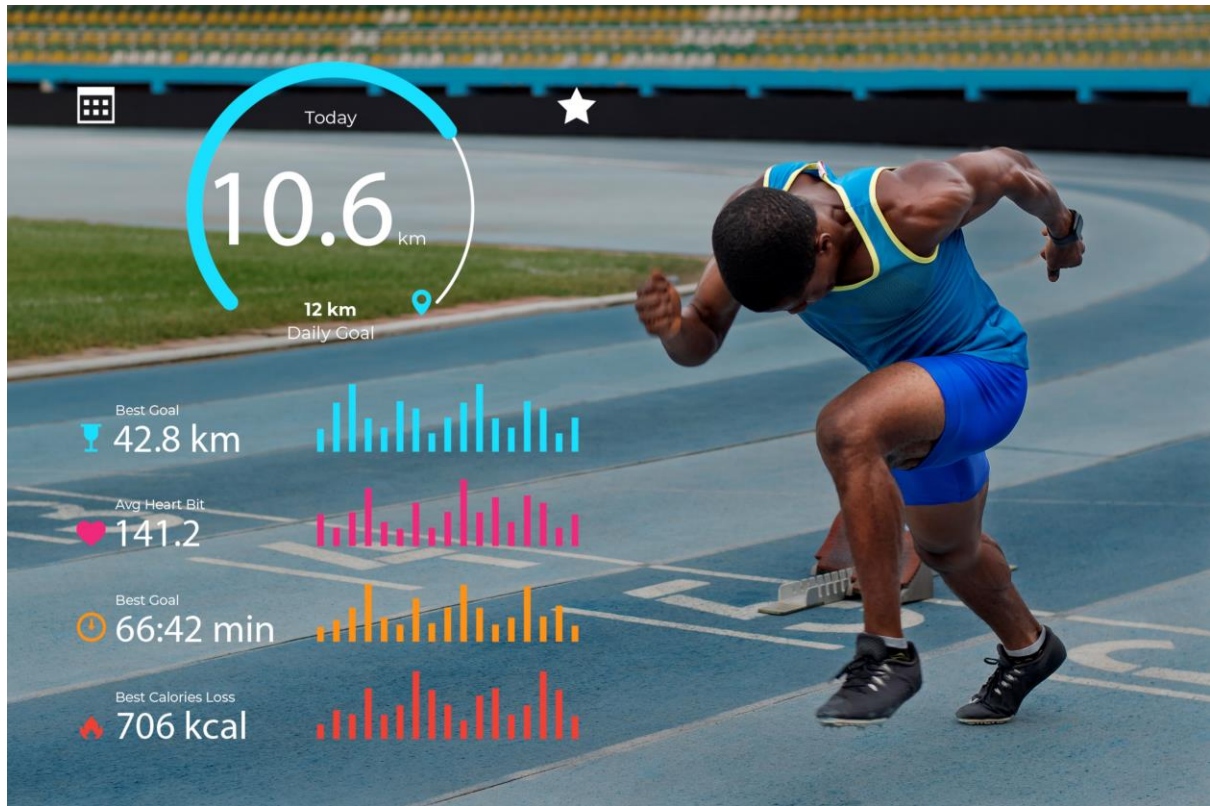 Today
10.6 km
12 km
Daily Goal
Best Goal
42.8 km
Avg Heart Bit
141.2
Best Goal
66:42 min
Best Calories Loss
706 kcal